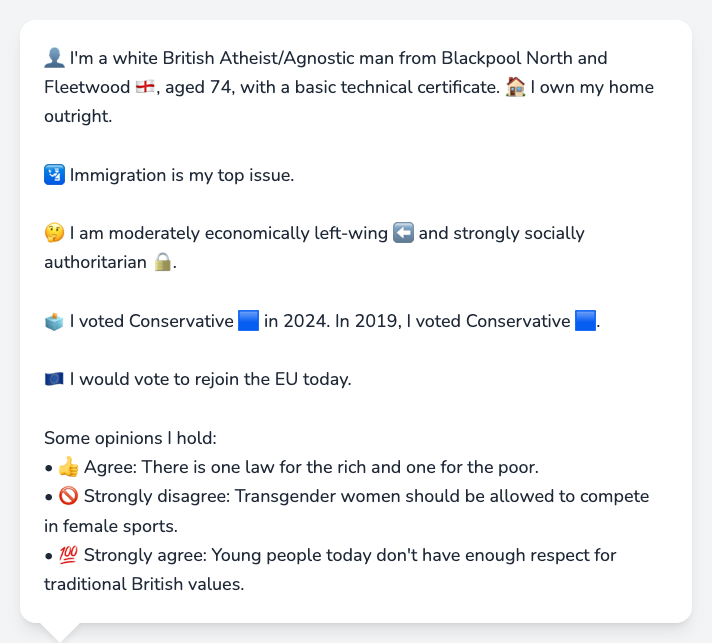 👤 I'm a white British Atheist/Agnostic man from Blackpool North and
Fleetwood 🏴󠁧󠁢󠁥󠁮󠁧󠁿, aged 74, with a basic technical certificate. 🏠 I own my home
outright.
🛂 Immigration is my top issue.
🤔 I am moderately economically left-wing ⬅️ and strongly socially
authoritarian 🔒.
🗳️ I voted Conservative 🟦 in 2024. In 2019, I voted Conservative 🟦.
🇪🇺 I would vote to rejoin the EU today.
Some opinions I hold:
• 👍 Agree: There is one law for the rich and one for the poor.
• 🚫 Strongly disagree: Transgender women should be allowed to compete
in female sports.
• 💯 Strongly agree: Young people today don't have enough respect for
traditional British values.